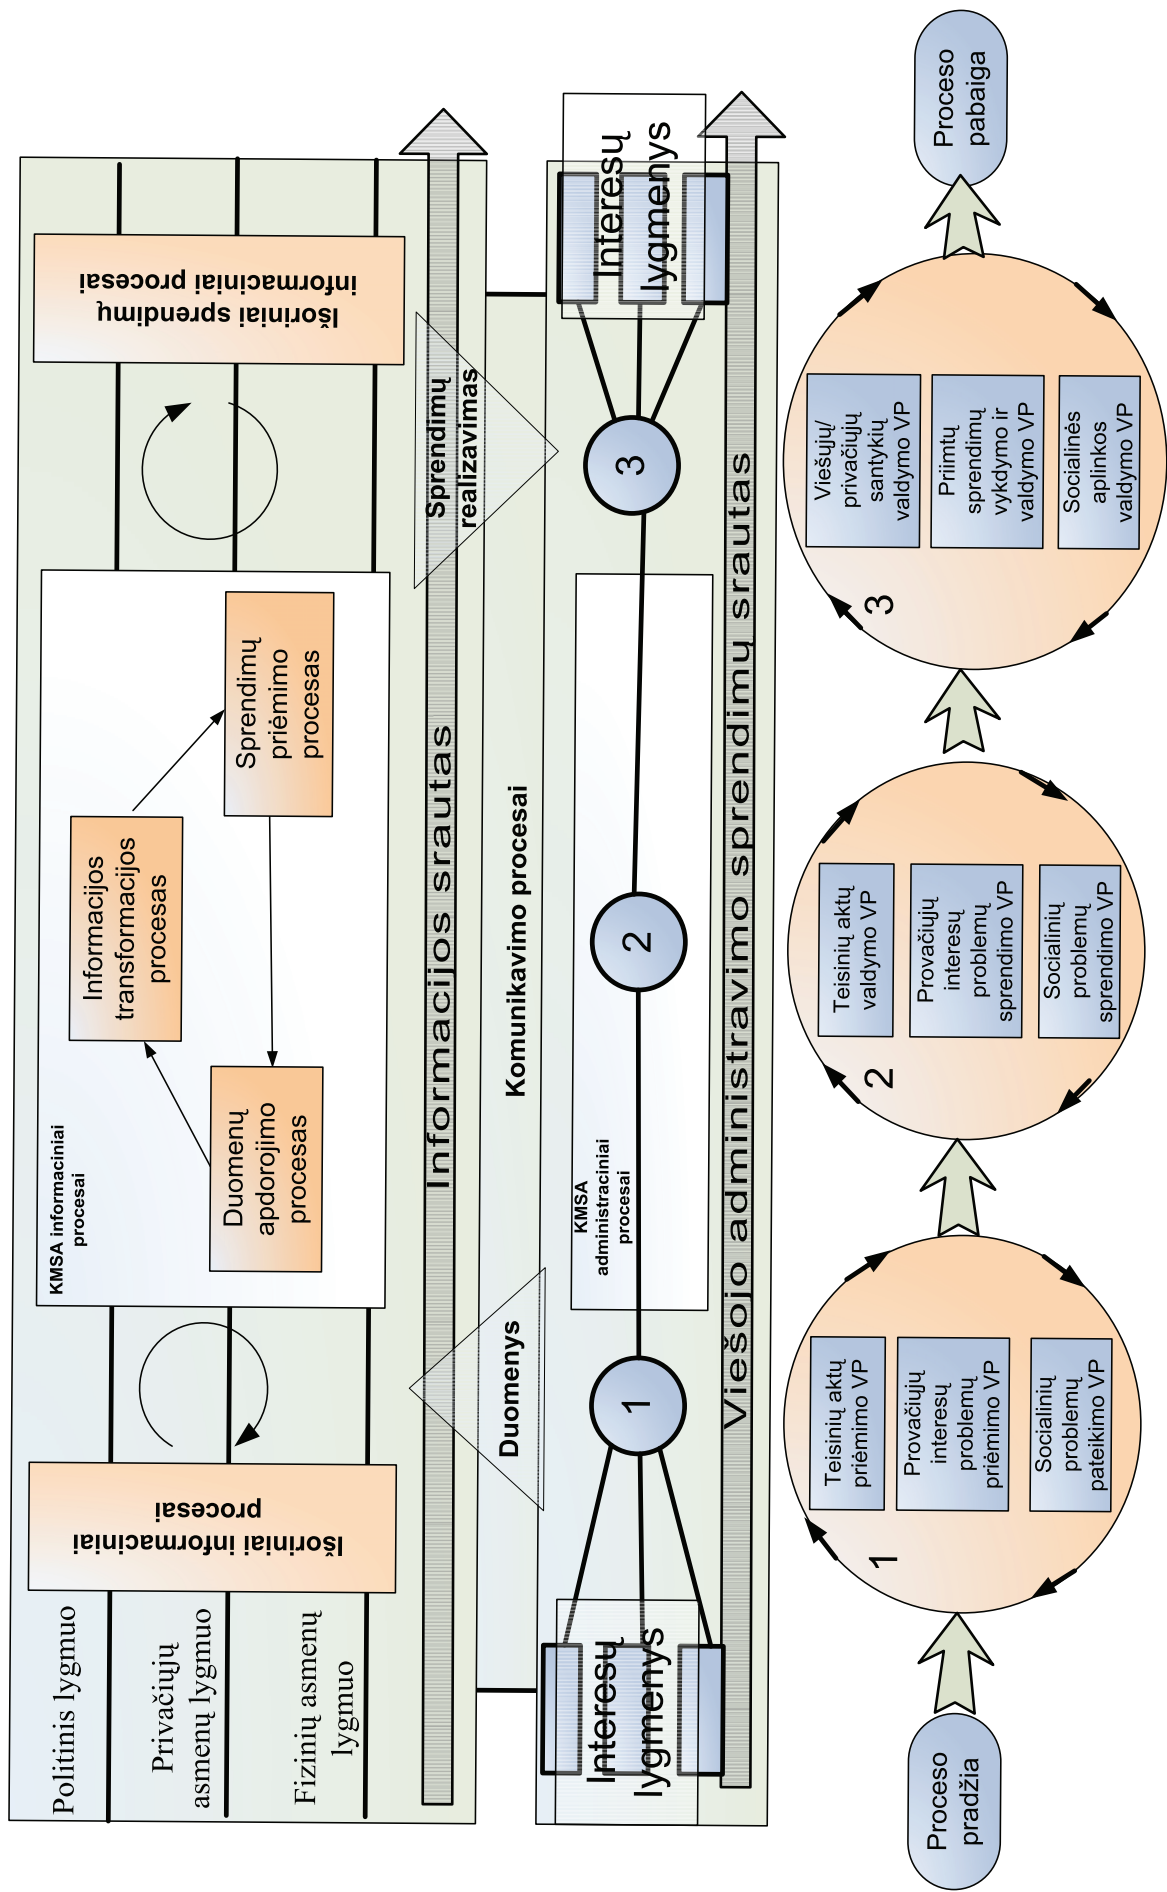 Politinis lygmuo
Privačiųjų
asmenų lygmuo
Fizinių asmenų
lygmuo
Išoriniai informaciniai
procesai
KMSA informaciniai
procesai
Duomenų
apdorojimo
procesas
Informacijos
transformacijos
procesas
Sprendimų
priėmimo
procesas
Išoriniai sprendimų
informaciniai procesai
Informacijos srautas
Duomenys
Komunikavimo procesai
Sprendimų
realizavimas
Interesų
lygmenys
1
KMSA
administraciniai
procesai
2
3
Interesų
lygmenys
Viešojo administravimo sprendimų srautas
Proceso
pradžia
1
Teisinių aktų
priėmimo VP
Provačiųjų
interesų
problemų
priėmimo VP
Socialinių
problemų
pateikimo VP
2
Teisinių aktų
valdymo VP
Provačiųjų
interesų
problemų
sprendimo VP
Socialinių
problemų
sprendimo VP
3
Viešųjų/
privačiųjų
santykių
valdymo VP
Priimtų
sprendimų
vykdymo ir
valdymo VP
Socialinės
aplinkos
valdymo VP
Proceso
pabaiga